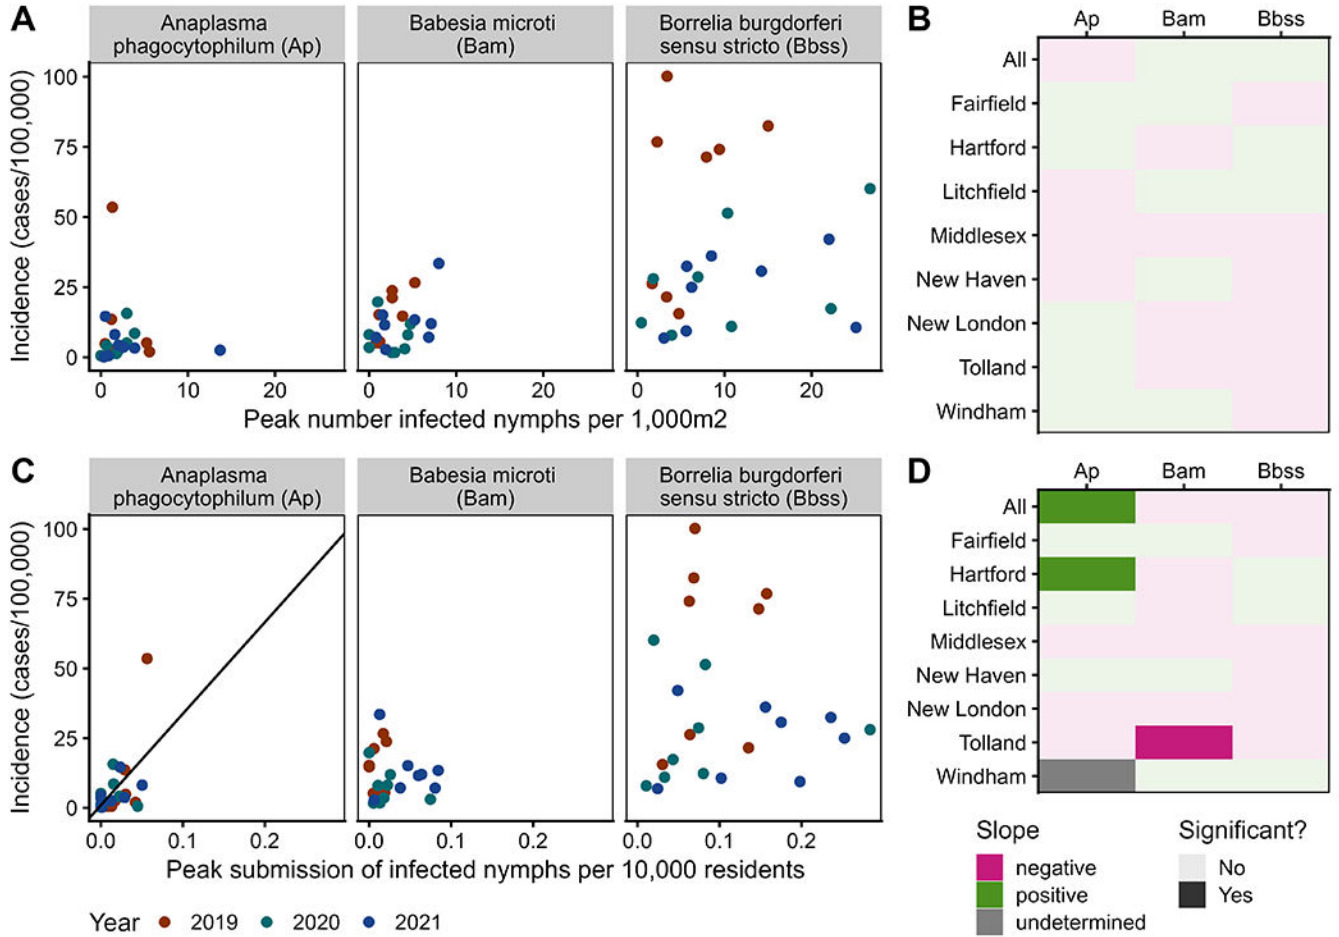 A
Anaplasma
phagocytophilum (Ap)
Babesia microti
(Bam)
Borrelia burgdorferi
sensu stricto (Bbss)
Incidence (cases/100,000)
100
75
50
25
0
0 10 20
0 10 20
0 10 20
Peak number infected nymphs per 1,000m2
B
Ap Bam Bbss
All
Fairfield
Hartford
Litchfield
Middlesex
New Haven
New London
Tolland
Windham
C
Anaplasma
phagocytophilum (Ap)
Babesia microti
(Bam)
Borrelia burgdorferi
sensu stricto (Bbss)
Incidence (cases/100,000)
100
75
50
25
0
0.0 0.1 0.2
0.0 0.1 0.2
0.0 0.1 0.2
Peak submission of infected nymphs per 10,000 residents
Year 2019 2020 2021
D
Ap Bam Bbss
All
Fairfield
Hartford
Litchfield
Middlesex
New Haven
New London
Tolland
Windham
Slope
negative
positive
undetermined
Significant?
No
Yes